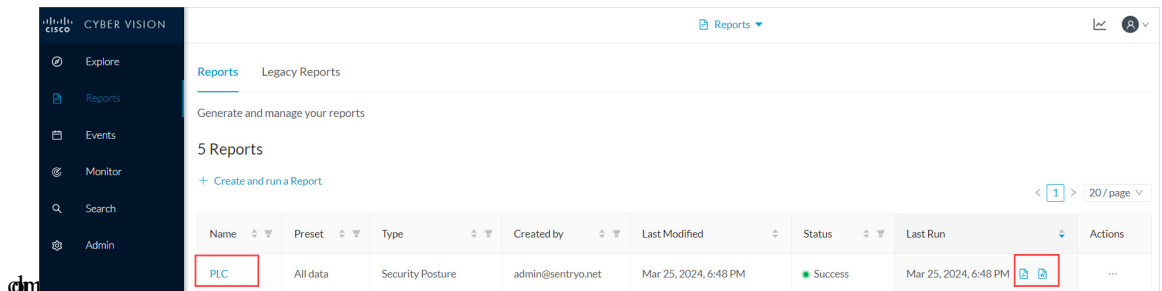 cisco CYBER VISION
Reports
Explore
Reports
Events
Monitor
Search
Admin
Reports Legacy Reports
Generate and manage your reports
5 Reports
+ Create and run a Report
< 1 > 20 / page
Name Preset Type Created by Last Modified Status Last Run Actions
PLC All data Security Posture admin@sentryo.net Mar 25, 2024, 6:48 PM Success Mar 25, 2024, 6:48 PM ...